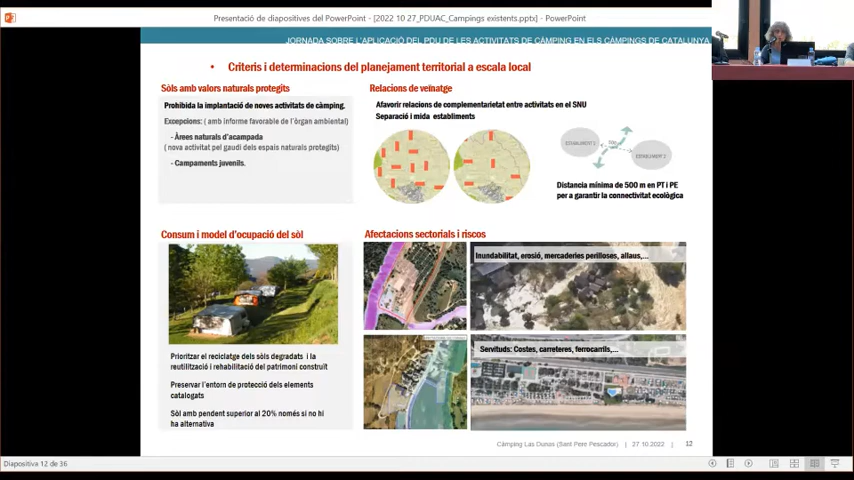 Presentació de diapositives del PowerPoint - [2022 10 27_PDUAC_Campings existents.pptx] - PowerPoint
JORNADA SOBRE L'APLICACIÓ DEL PDU DE LES ACTIVITATS DE CÀMPING EN ELS CÀMPINGS DE CATALUNYA
• Criteris i determinacions del planejament territorial a escala local
Sòls amb valors naturals protegits
Prohibida la implantació de noves activitats de càmping.
Excepcions: ( amb informe favorable de l'òrgan ambiental)
- Àrees naturals d'acampada
( nova activitat pel gaudi dels espais naturals protegits)
- Campaments juvenils.
Relacions de veïnatge
Afavorir relacions de complementarietat entre activitats en el SNU
Separació i mida establiments
ESTABLIMENT 1
ESTABLIMENT 2
Distancia mínima de 500 m en PT i PE
per a garantir la connectivitat ecològica
Consum i model d'ocupació del sòl
Prioritzar el reciclatge dels sòls degradats i la
reutilització i rehabilitació del patrimoni construït
Preservar l'entorn de protecció dels elements
catalogats
Sòl amb pendent superior al 20% només si no hi
ha alternativa
Afectacions sectorials i riscos
Inundabilitat, erosió, mercaderies perilloses, allaus,...
Servituds: Costes, carreteres, ferrocarrils,...
Càmping Las Dunas (Sant Pere Pescador) | 27.10.2022 | 12
Diapositiva 12 de 36